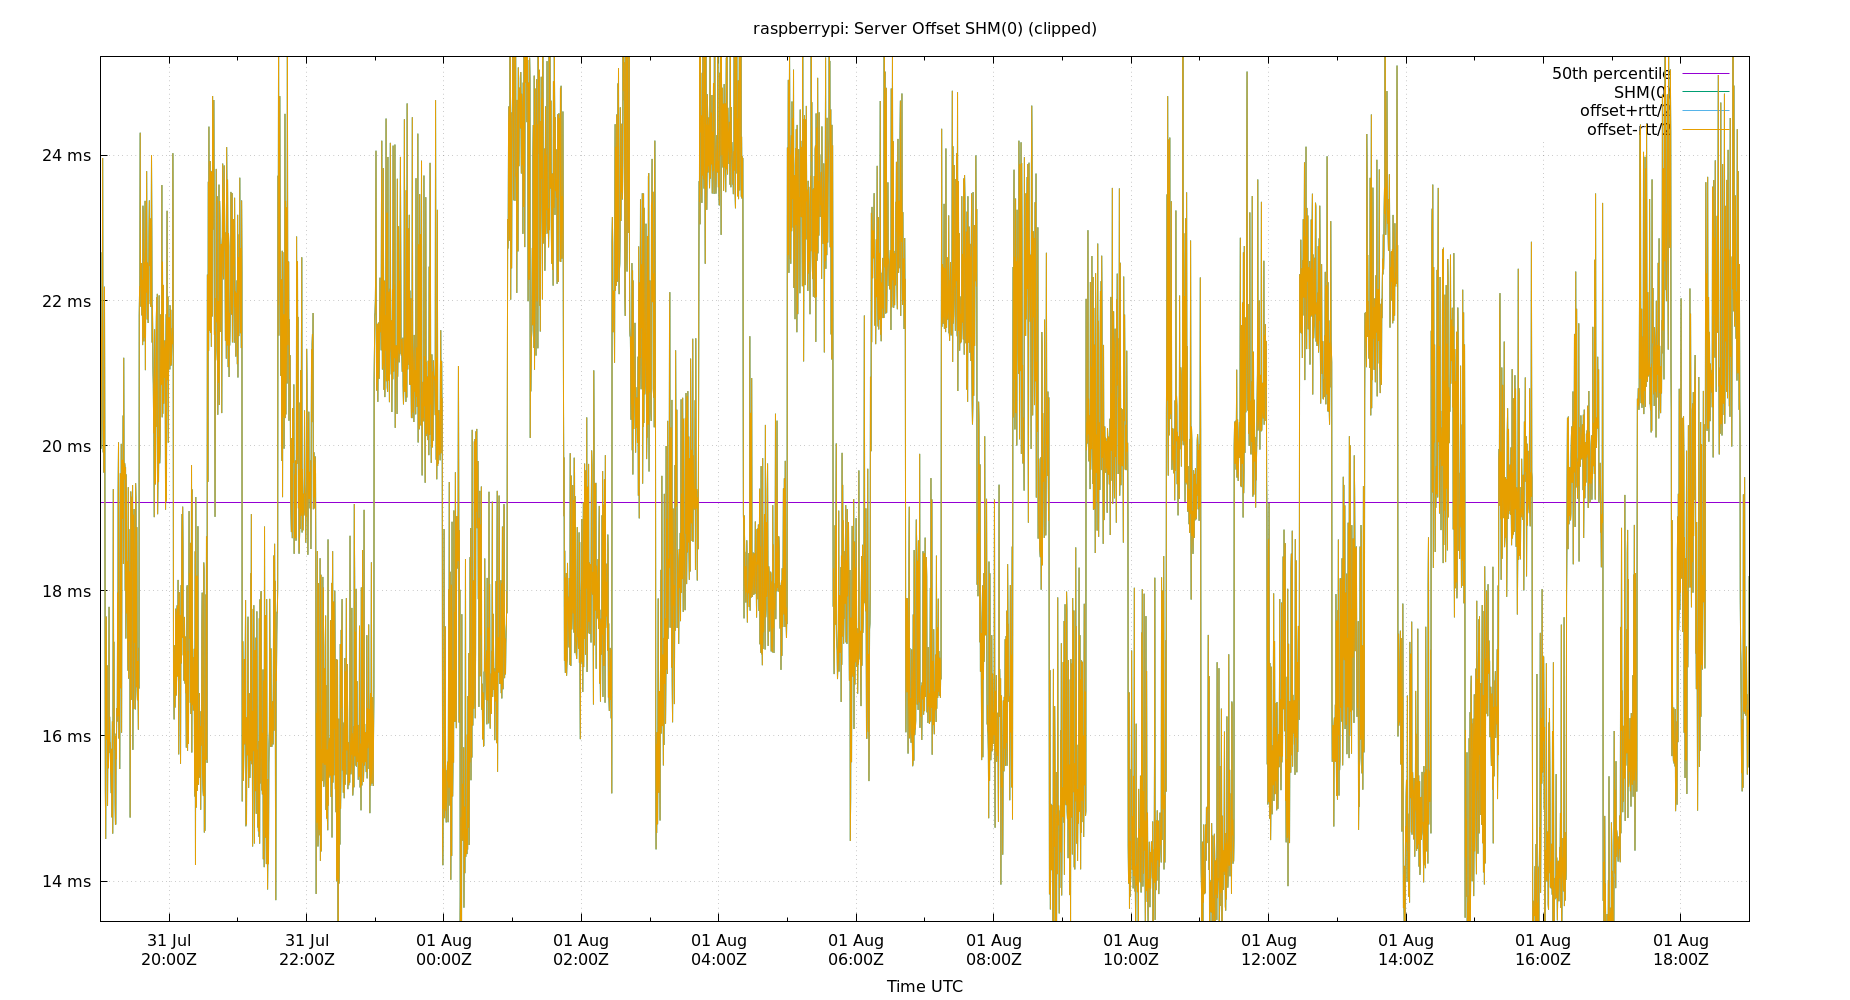 raspberrypi: Server Offset SHM(0) (clipped)
50th percentile
SHM(0
offset+rtt/2
offset-rtt/2
24 ms
22 ms
20 ms
18 ms
16 ms
14 ms
31 Jul 31 Jul 01 Aug 01 Aug 01 Aug 01 Aug 01 Aug 01 Aug 01 Aug 01 Aug 01 Aug 01 Aug
20:00Z 22:00Z 00:00Z 02:00Z 04:00Z 06:00Z 08:00Z 10:00Z 12:00Z 14:00Z 16:00Z 18:00Z
Time UTC